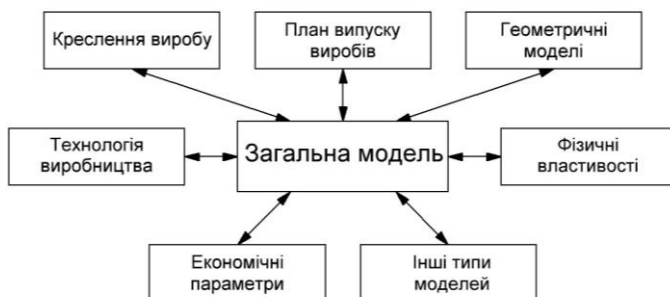 Креслення виробу
План випуску
виробів
Геометричні
моделі
Технологія
виробництва
Загальна модель
Фізичні
властивості
Економічні
параметри
Інші типи
моделей